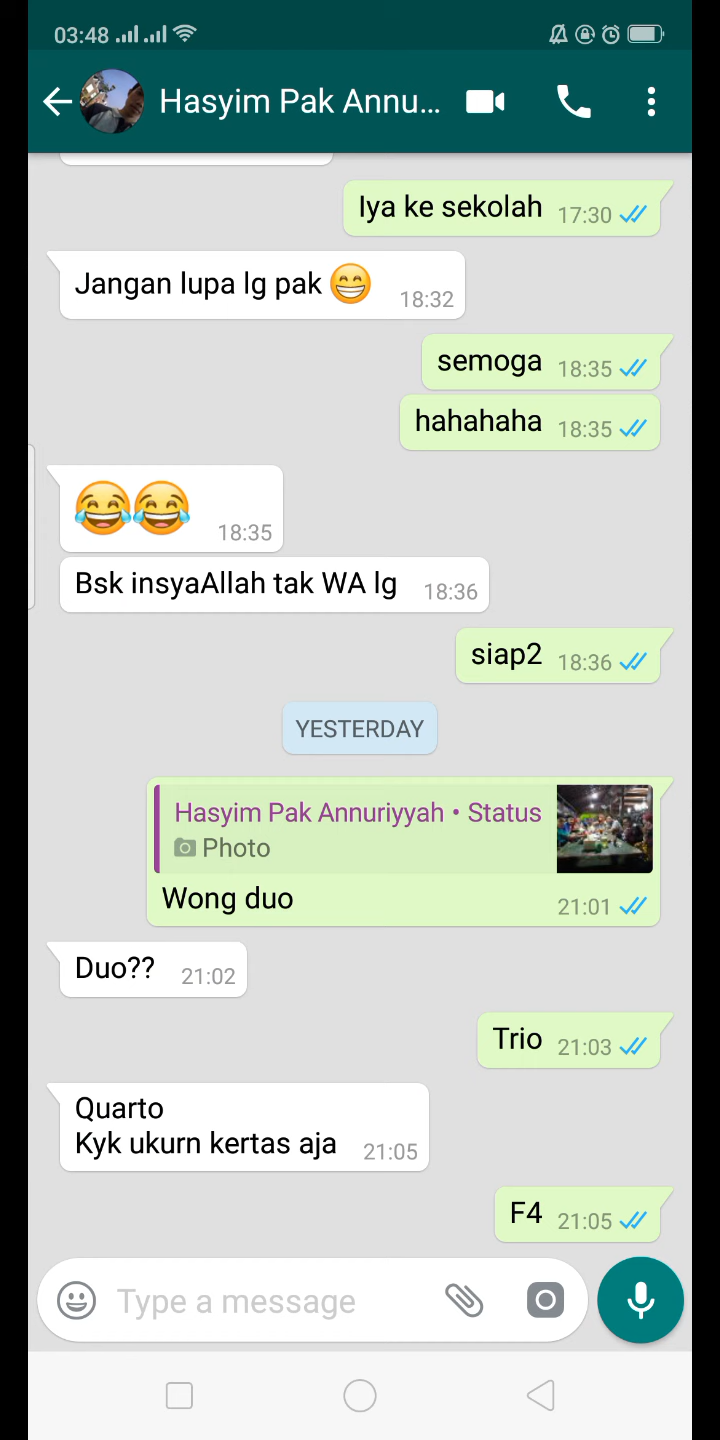 03:48
Hasyim Pak Annu...
Iya ke sekolah 17:30
Jangan lupa lg pak 😁 18:32
semoga 18:35
hahahaha 18:35
😂😂 18:35
Bsk insyaAllah tak WA lg 18:36
siap2 18:36
YESTERDAY
Hasyim Pak Annuriyyah • Status
Photo
Wong duo 21:01
Duo?? 21:02
Trio 21:03
Quarto
Kyk ukurn kertas aja 21:05
F4 21:05
Type a message